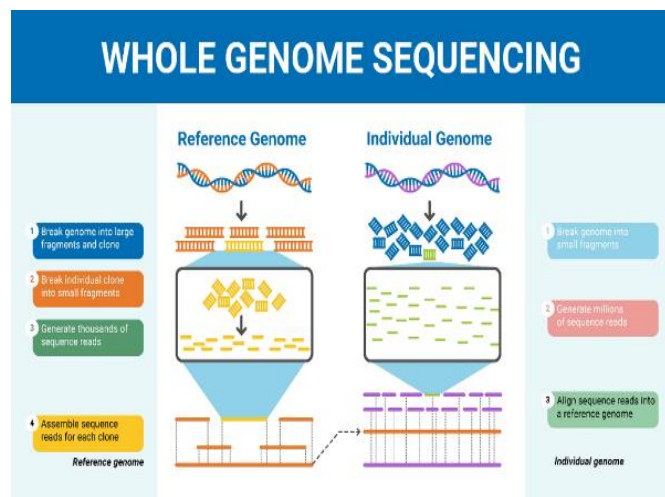 WHOLE GENOME SEQUENCING
Reference Genome
Individual Genome
1 Break genome into large
fragments and clone
2 Break individual clone
into small fragments
3 Generate thousands of
sequence reads
4 Assemble sequence
reads for each clone
Reference genome
1 Break genome into
small fragments
2 Generate millions
of sequence reads
3 Align sequence reads into
a reference genome
Individual genome